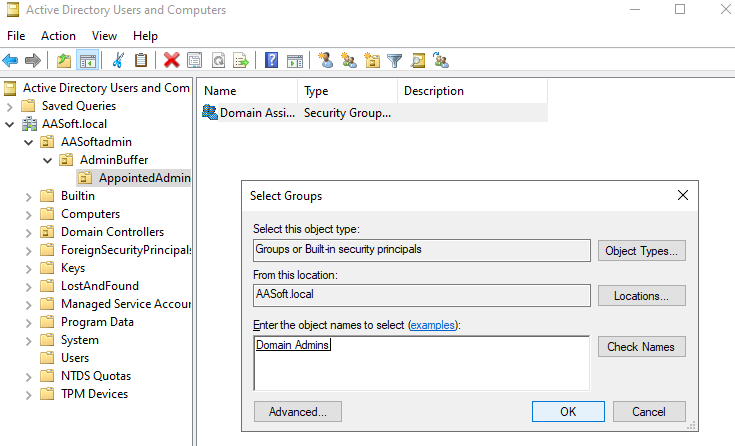 Active Directory Users and Computers
File Action View Help
Active Directory Users and Com
Saved Queries
AASoft.local
AASoftadmin
AdminBuffer
AppointedAdmin
Builtin
Computers
Domain Controllers
ForeignSecurityPrincipals
Keys
LostAndFound
Managed Service Accour
Program Data
System
Users
NTDS Quotas
TPM Devices
Name Type Description
Domain Assi... Security Group...
Select Groups
Select this object type:
Groups or Built-in security principals
Object Types...
From this location:
AASoft.local
Locations...
Enter the object names to select (examples):
Domain Admins
Check Names
Advanced...
OK
Cancel